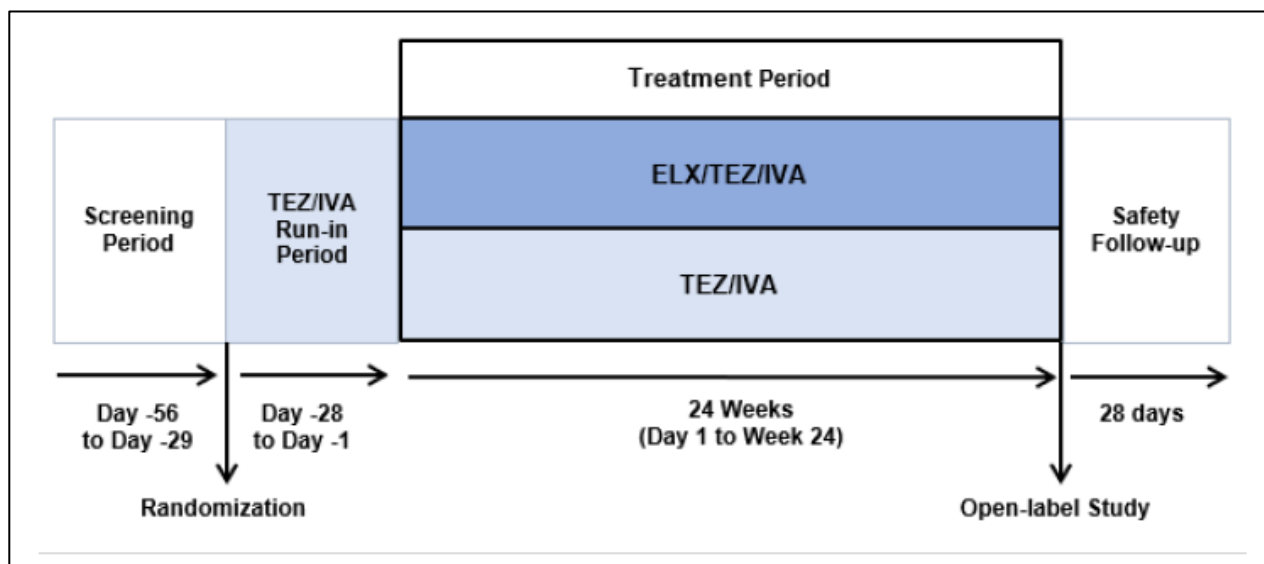 Treatment Period
Screening
Period
TEZ/IVA
Run-in
Period
ELX/TEZ/IVA
TEZ/IVA
Safety
Follow-up
Day -56
to Day -29
Day -28
to Day -1
24 Weeks
(Day 1 to Week 24)
28 days
Randomization
Open-label Study